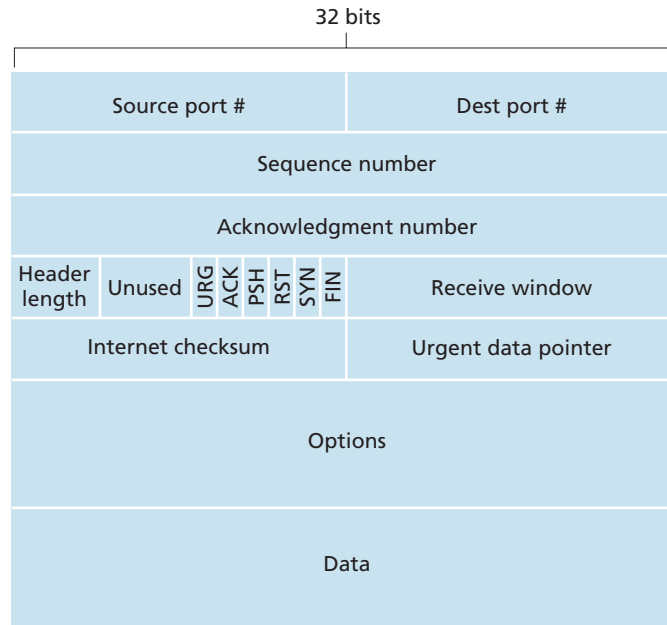 32 bits
Source port #
Dest port #
Sequence number
Acknowledgment number
Header
length
Unused
URG
ACK
PSH
RST
SYN
FIN
Receive window
Internet checksum
Urgent data pointer
Options
Data